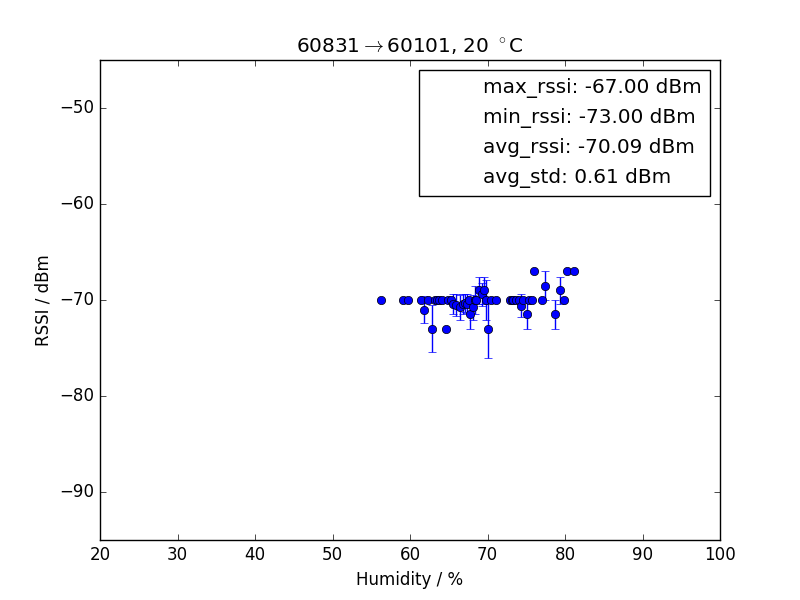 60831→60101, 20 °C
max_rssi: -67.00 dBm
min_rssi: -73.00 dBm
avg_rssi: -70.09 dBm
avg_std: 0.61 dBm
−50
−60
−70
−80
−90
RSSI / dBm
20 30 40 50 60 70 80 90 100
Humidity / %